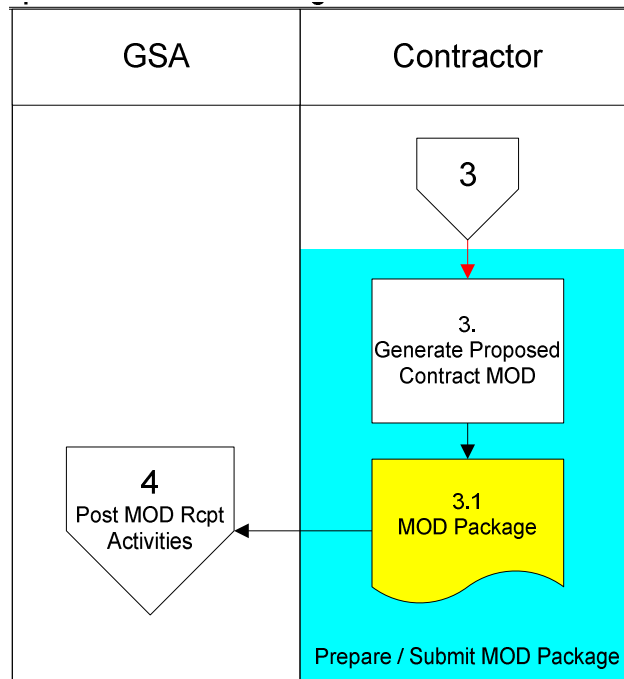 GSA
Contractor
3
3.
Generate Proposed
Contract MOD
3.1
MOD Package
4
Post MOD Rcpt
Activities
Prepare / Submit MOD Package